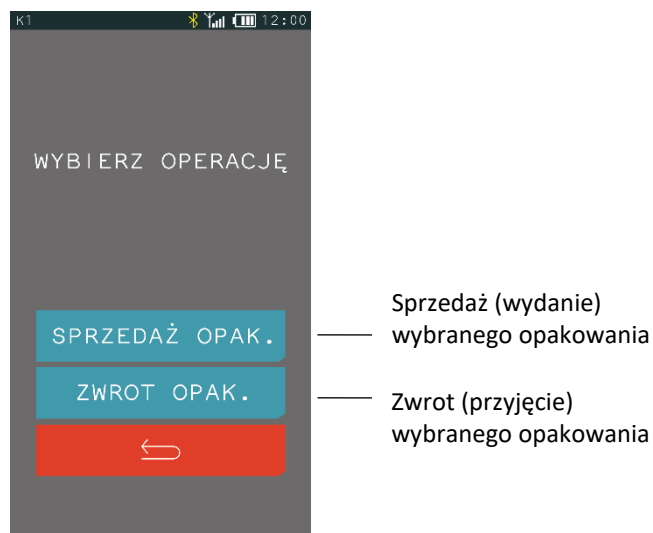 K1 12:00
WYBIERZ OPERACJĘ
SPRZEDAŻ OPAK.
Sprzedaż (wydanie)
wybranego opakowania
ZWROT OPAK.
Zwrot (przyjęcie)
wybranego opakowania